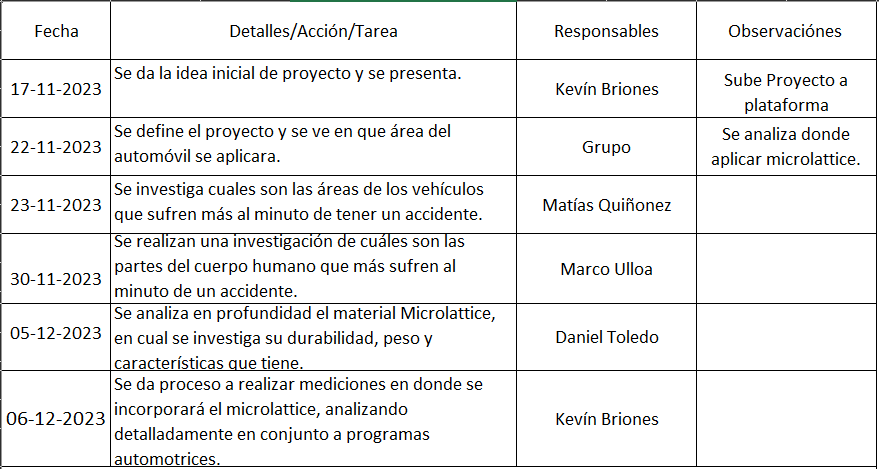 Fecha Detalles/Acción/Tarea Responsables Observaciónes
17-11-2023 Se da la idea inicial de proyecto y se presenta. Kevín Briones Sube Proyecto a
plataforma
22-11-2023 Se define el proyecto y se ve en que área del
automóvil se aplicara. Grupo Se analiza donde
aplicar microlattice.
23-11-2023 Se investiga cuales son las áreas de los vehículos
que sufren más al minuto de tener un accidente. Matías Quiñonez
30-11-2023 Se realizan una investigación de cuáles son las
partes del cuerpo humano que más sufren al
minuto de un accidente. Marco Ulloa
05-12-2023 Se analiza en profundidad el material Microlattice,
en cual se investiga su durabilidad, peso y
características que tiene. Daniel Toledo
06-12-2023 Se da proceso a realizar mediciones en donde se
incorporará el microlattice, analizando
detalladamente en conjunto a programas
automotrices. Kevín Briones